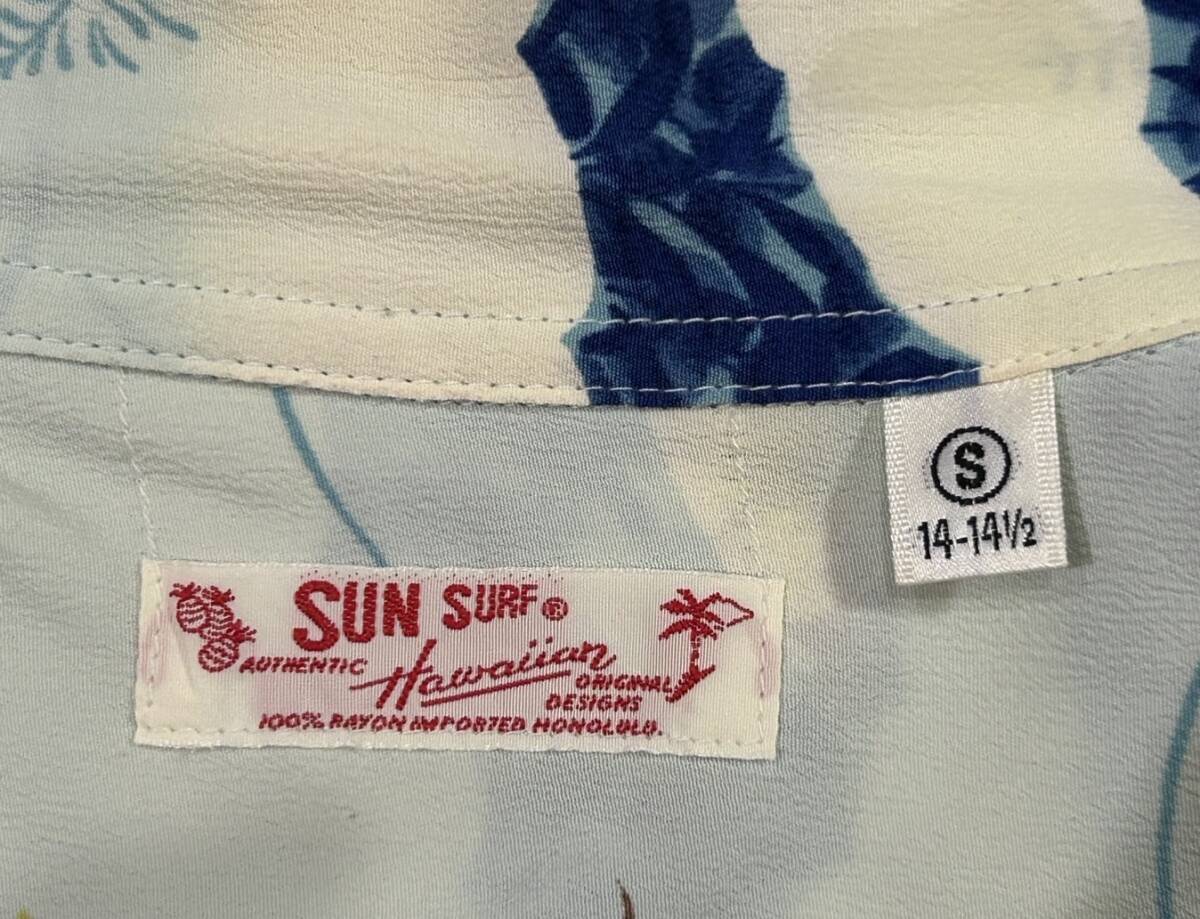 S
14-14½
SUN SURF®
AUTHENTIC Hawaiian ORIGINAL
DESIGNS
100% RAYON IMPORTED HONOLULU.